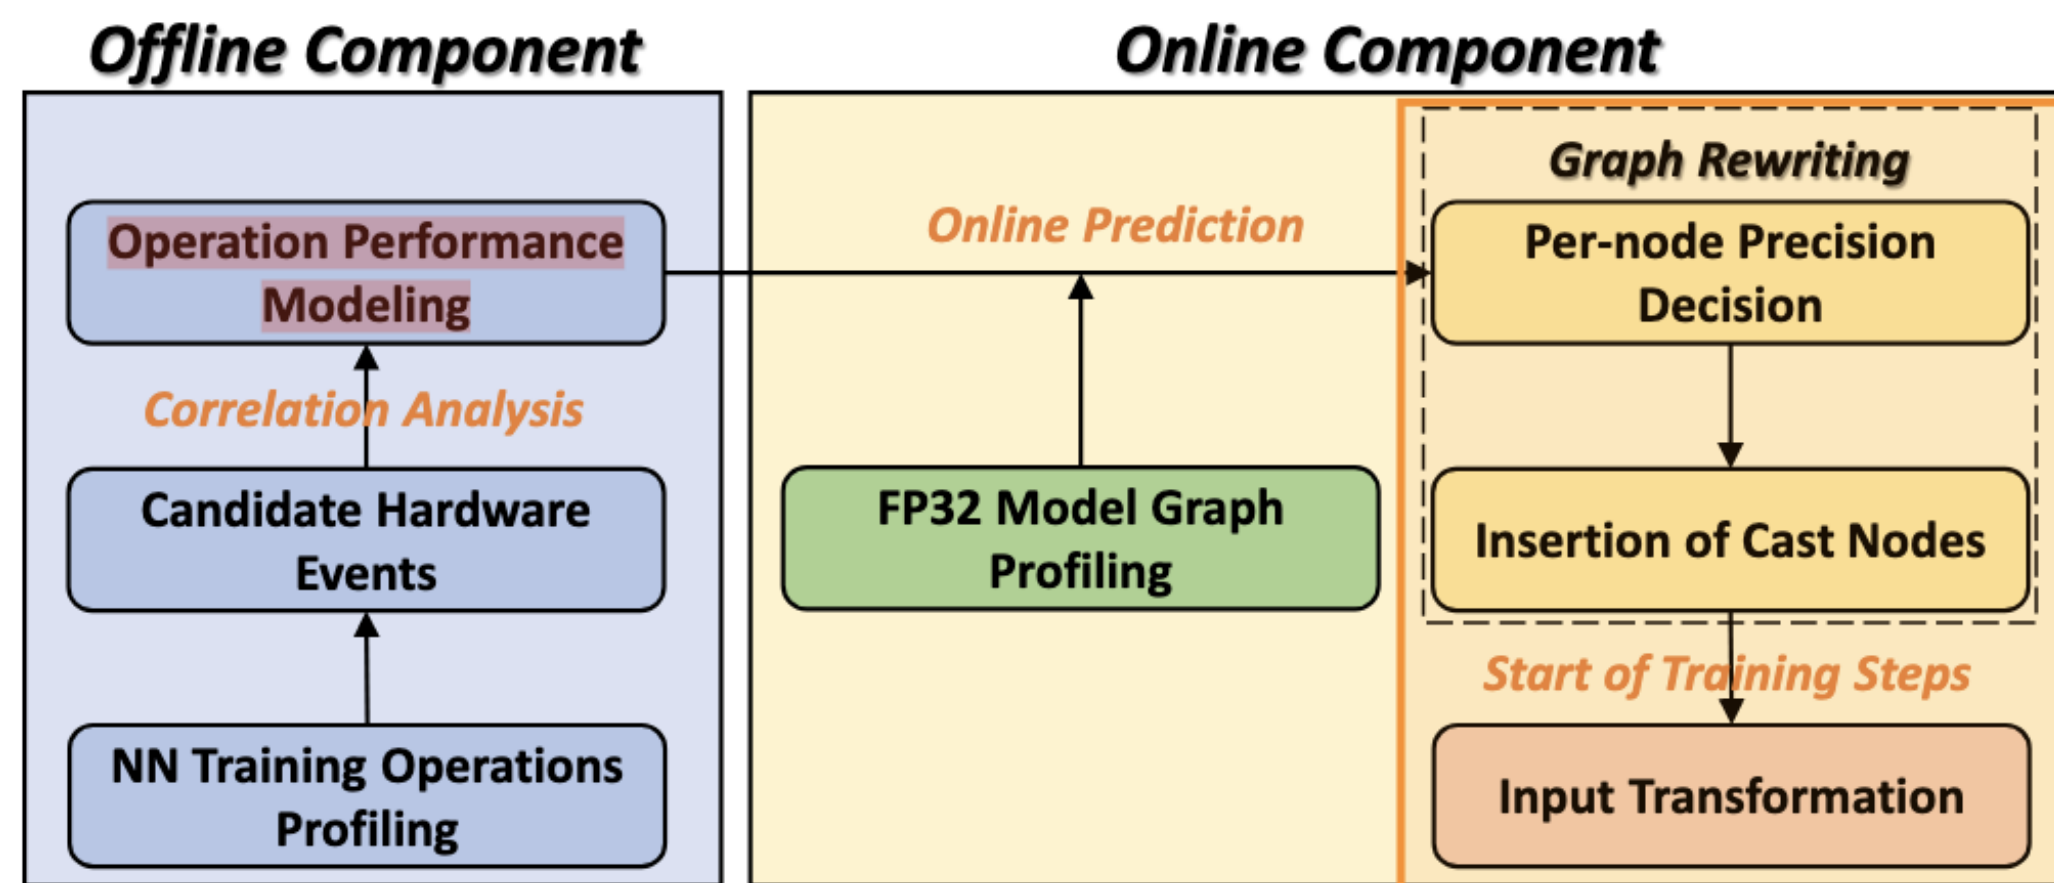 Offline Component
Operation Performance
Modeling
Correlation Analysis
Candidate Hardware
Events
NN Training Operations
Profiling
Online Component
Online Prediction
FP32 Model Graph
Profiling
Graph Rewriting
Per-node Precision
Decision
Insertion of Cast Nodes
Start of Training Steps
Input Transformation